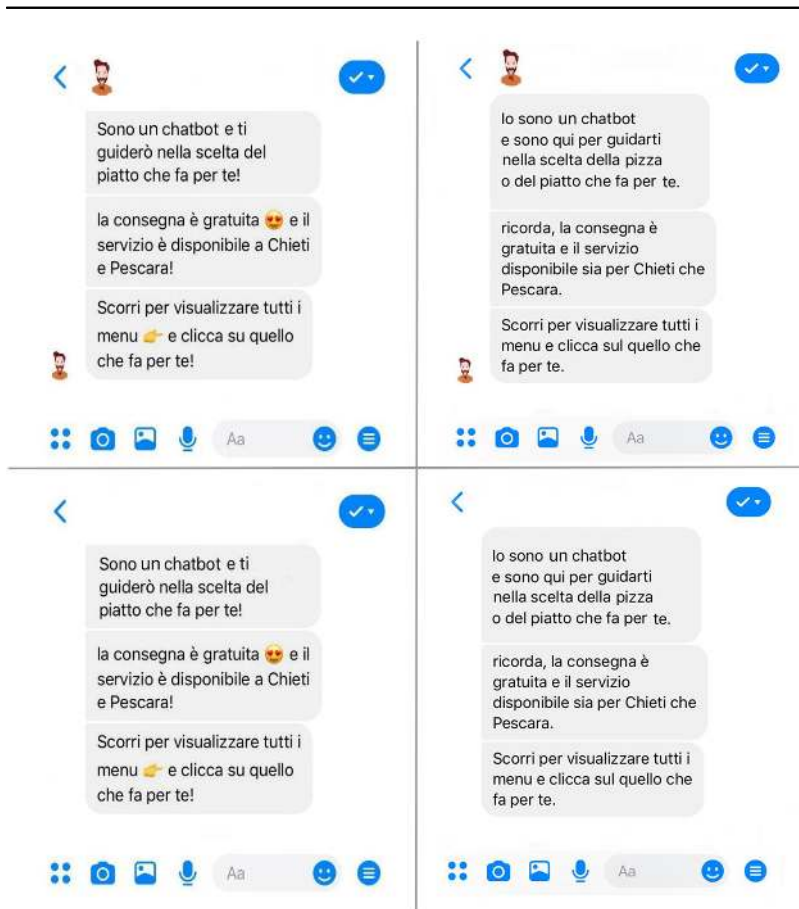 Sono un chatbot e ti
guiderò nella scelta del
piatto che fa per te!
la consegna è gratuita 😍 e il
servizio è disponibile a Chieti
e Pescara!
Scorri per visualizzare tutti i
menu 👉 e clicca su quello
che fa per te!
Aa
Io sono un chatbot
e sono qui per guidarti
nella scelta della pizza
o del piatto che fa per te.
ricorda, la consegna è
gratuita e il servizio
disponibile sia per Chieti che
Pescara.
Scorri per visualizzare tutti i
menu e clicca sul quello che
fa per te.
Aa
Sono un chatbot e ti
guiderò nella scelta del
piatto che fa per te!
la consegna è gratuita 😍 e il
servizio è disponibile a Chieti
e Pescara!
Scorri per visualizzare tutti i
menu 👉 e clicca su quello
che fa per te!
Aa
Io sono un chatbot
e sono qui per guidarti
nella scelta della pizza
o del piatto che fa per te.
ricorda, la consegna è
gratuita e il servizio
disponibile sia per Chieti che
Pescara.
Scorri per visualizzare tutti i
menu e clicca sul quello che
fa per te.
Aa